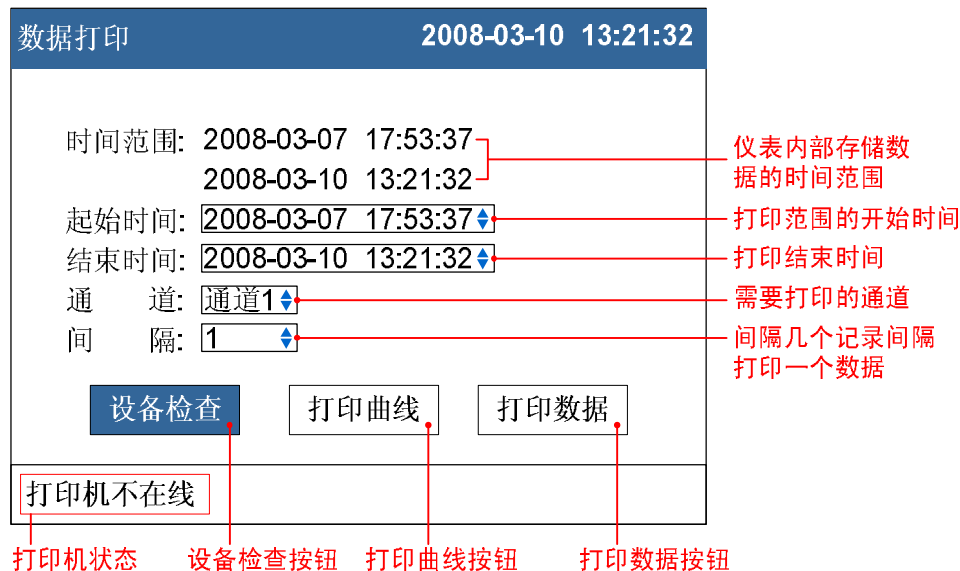 数据打印 2008-03-10 13:21:32
时间范围: 2008-03-07 17:53:37
2008-03-10 13:21:32
仪表内部存储数
据的时间范围
起始时间: 2008-03-07 17:53:37
打印范围的开始时间
结束时间: 2008-03-10 13:21:32
打印结束时间
通 道: 通道1
需要打印的通道
间 隔: 1
间隔几个记录间隔
打印一个数据
设备检查 打印曲线 打印数据
打印机不在线
打印机状态 设备检查按钮 打印曲线按钮 打印数据按钮